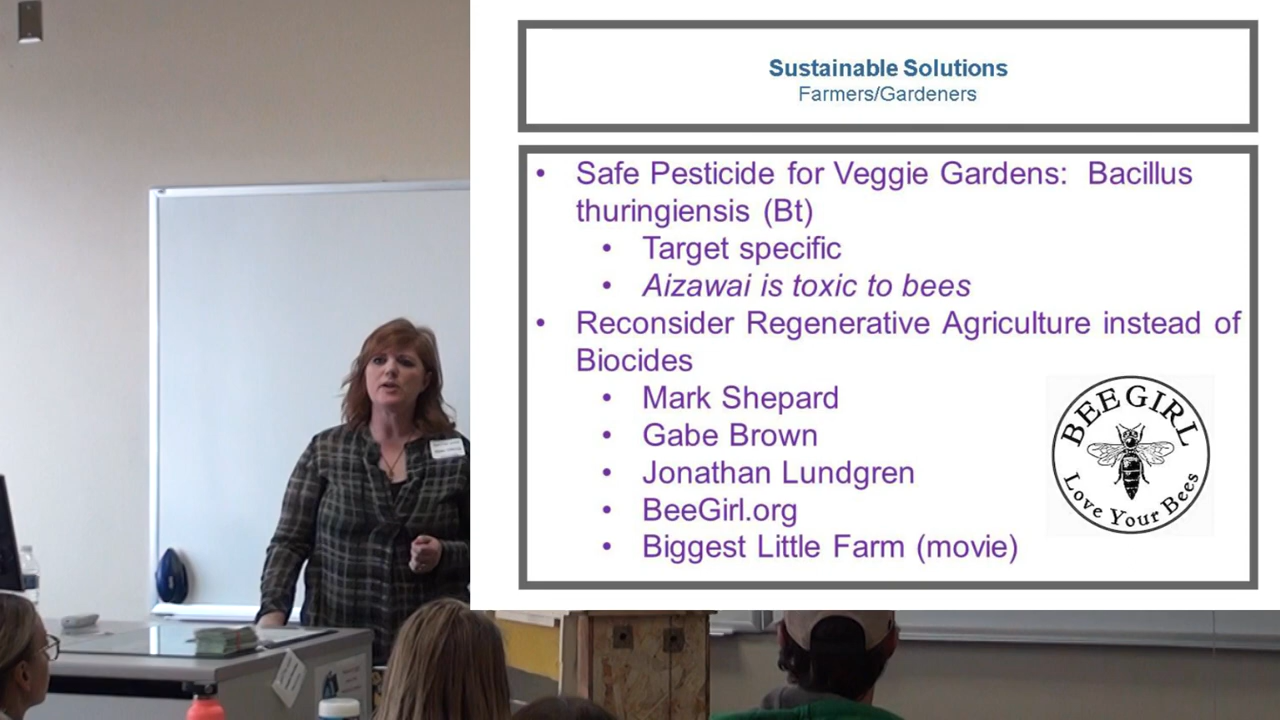 Sustainable Solutions
Farmers/Gardeners
• Safe Pesticide for Veggie Gardens: Bacillus
thuringiensis (Bt)
• Target specific
• Aizawai is toxic to bees
• Reconsider Regenerative Agriculture instead of
Biocides
• Mark Shepard
• Gabe Brown
• Jonathan Lundgren
• BeeGirl.org
• Biggest Little Farm (movie)
BEE GIRL
Love Your Bees